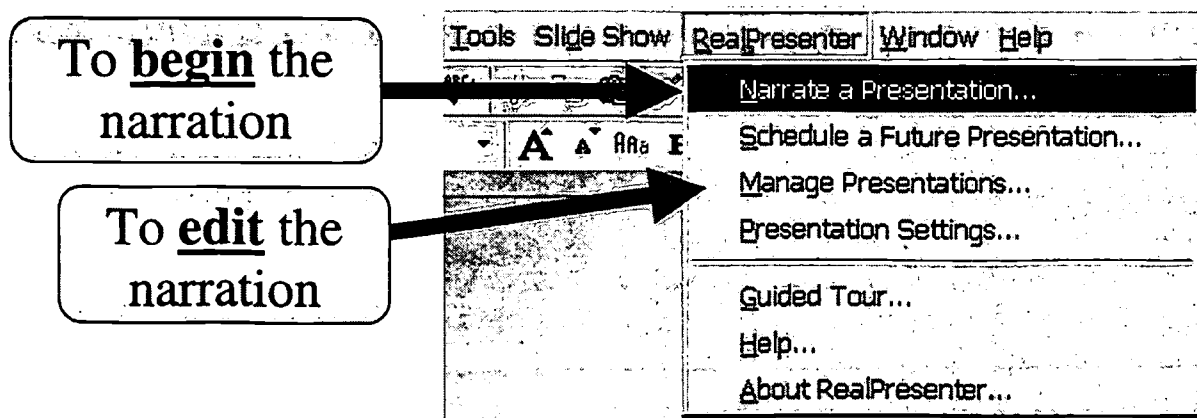 To begin the
narration
To edit the
narration
Tools Slide Show RealPresenter Window Help
A A AAa
Narrate a Presentation...
Schedule a Future Presentation...
Manage Presentations...
Presentation Settings...
Guided Tour...
Help...
About RealPresenter...